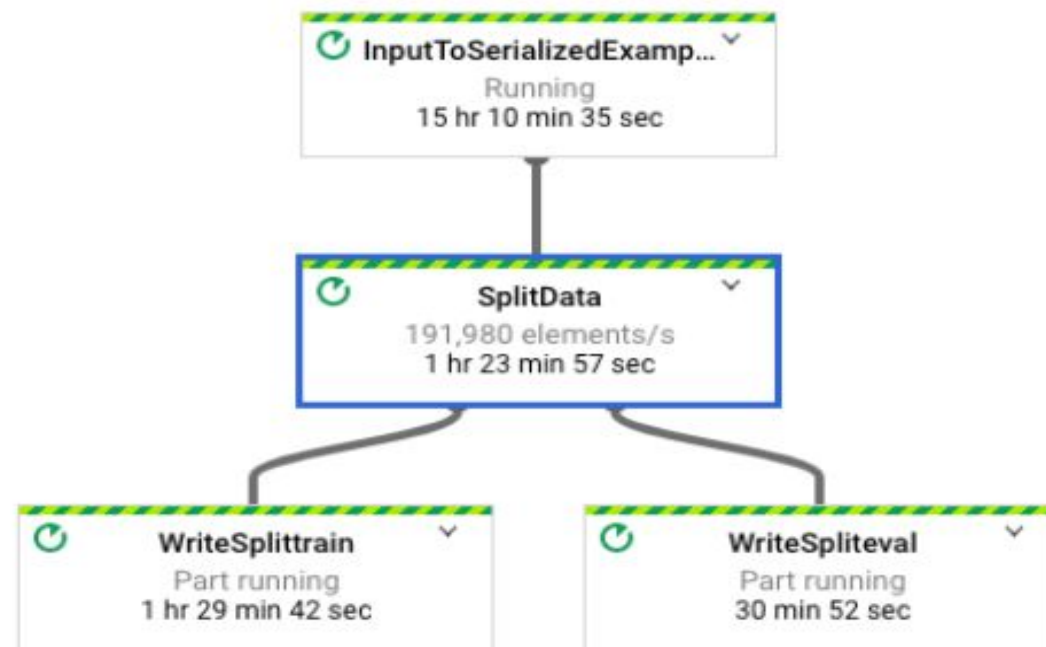 InputToSerializedExamp...
Running
15 hr 10 min 35 sec
SplitData
191,980 elements/s
1 hr 23 min 57 sec
WriteSplittrain
Part running
1 hr 29 min 42 sec
WriteSpliteval
Part running
30 min 52 sec